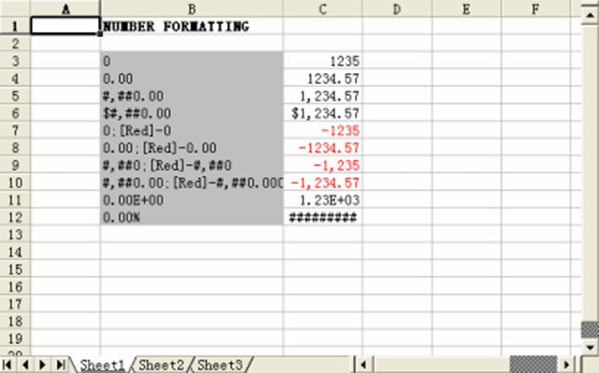 A B C D E F
1 NUMBER FORMATTING
2
3 0 1235
4 0.00 1234.57
5 #,##0.00 1,234.57
6 $#,##0.00 $1,234.57
7 0;[Red]-0 -1235
8 0.00;[Red]-0.00 -1234.57
9 #,##0;[Red]-#,##0 -1,235
10 #,##0.00;[Red]-#,##0.000 -1,234.57
11 0.00E+00 1.23E+03
12 0.00% #########
13
14
15
16
17
18
19
20
Sheet1 Sheet2 Sheet3